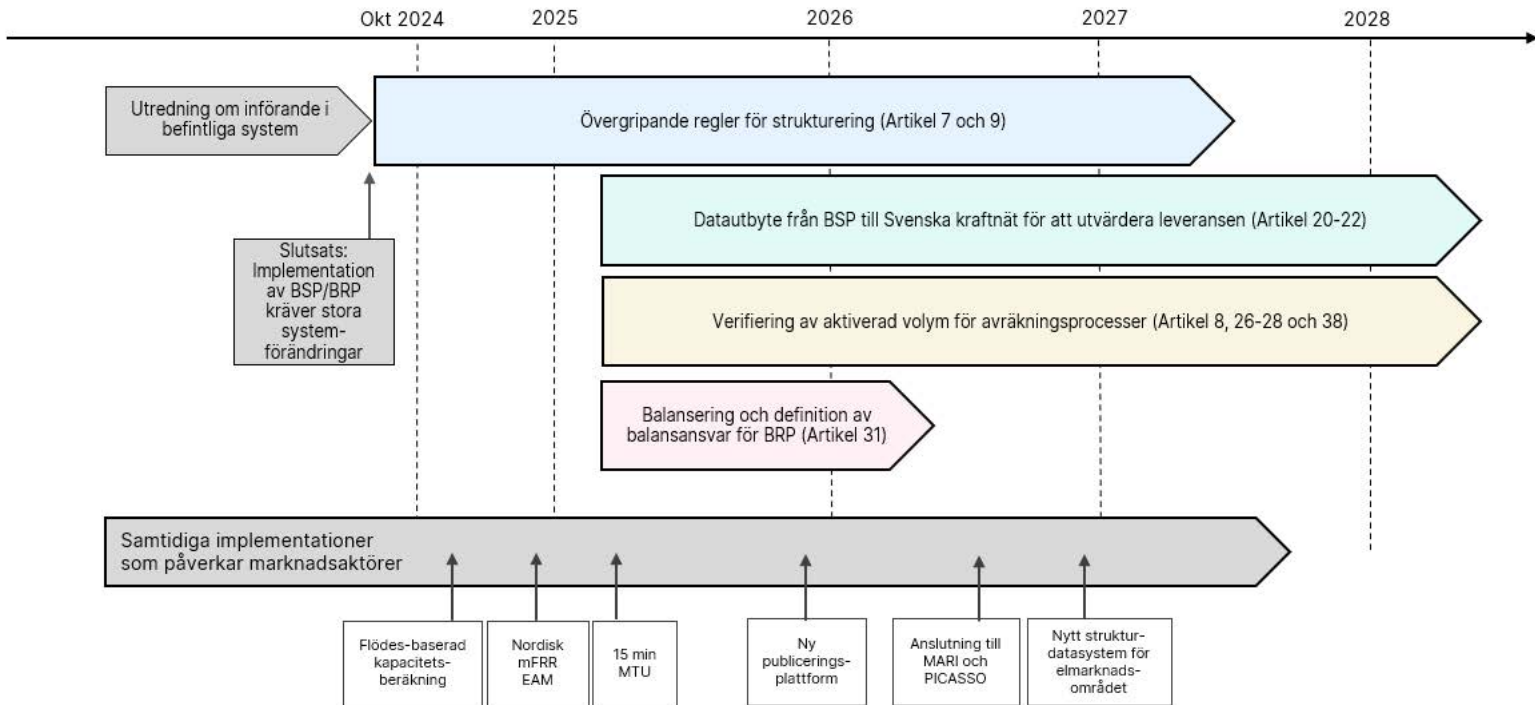 Okt 2024
2025
2026
2027
2028
Utredning om införande i
befintliga system
Övergripande regler för strukturering (Artikel 7 och 9)
Datautbyte från BSP till Svenska kraftnät för att utvärdera leveransen (Artikel 20-22)
Slutsats:
Implementation
av BSP/BRP
kräver stora
system-
förändringar
Verifiering av aktiverad volym för avräkningsprocesser (Artikel 8, 26-28 och 38)
Balansering och definition av
balansansvar för BRP (Artikel 31)
Samtidiga implementationer
som påverkar marknadsaktörer
Flödes-baserad
kapacitets-
beräkning
Nordisk
mFRR
EAM
15 min
MTU
Ny
publicerings-
plattform
Anslutning till
MARI och
PICASSO
Nytt struktur-
datasystem för
elmarknads-
området